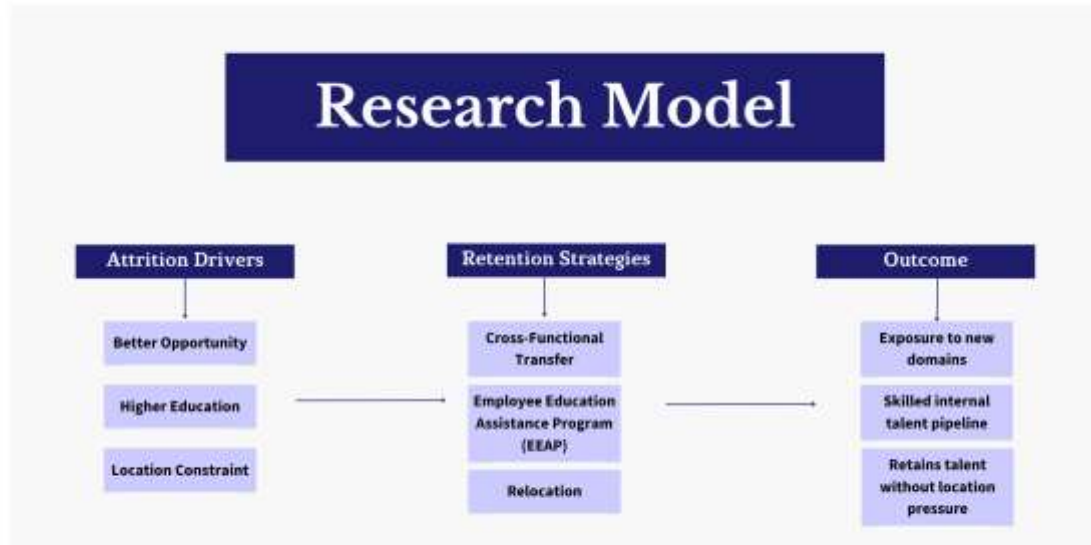 Research Model
Attrition Drivers
Better Opportunity
Higher Education
Location Constraint
Retention Strategies
Cross-Functional
Transfer
Employee Education
Assistance Program
(EEAP)
Relocation
Outcome
Exposure to new
domains
Skilled internal
talent pipeline
Retains talent
without location
pressure